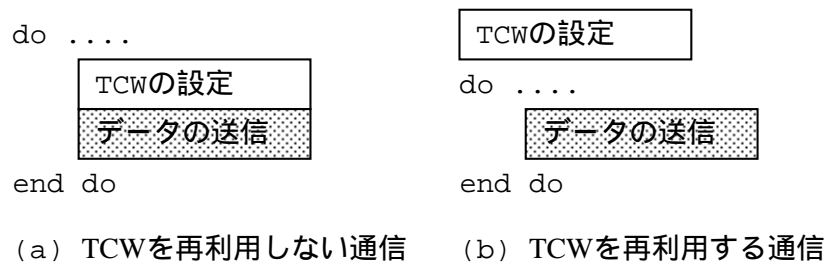 do ....
TCWの設定
データの送信
end do
(a) TCWを再利用しない通信
TCWの設定
do ....
データの送信
end do
(b) TCWを再利用する通信